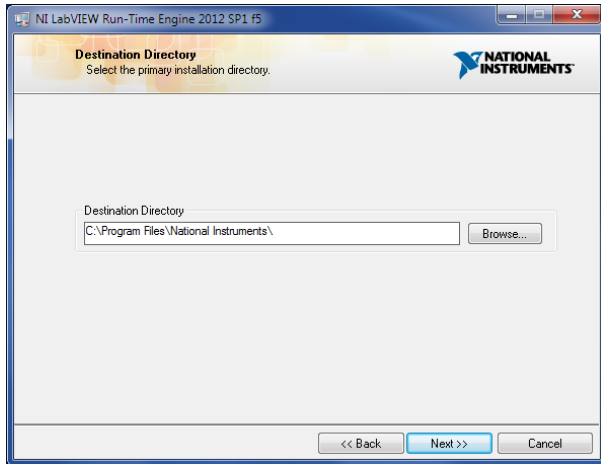 NI LabVIEW Run-Time Engine 2012 SP1 f5
Destination Directory
Select the primary installation directory.
NATIONAL
INSTRUMENTS™
Destination Directory
C:\Program Files\National Instruments\
Browse...
<< Back
Next >>
Cancel